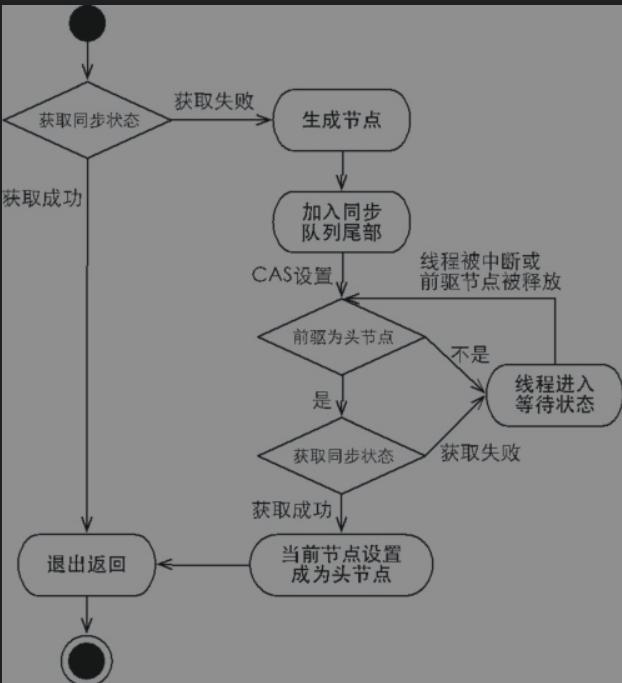 获取同步状态
获取失败
生成节点
获取成功
加入同步
队列尾部
CAS设置
线程被中断或
前驱节点被释放
前驱为头节点
不是
线程进入
等待状态
是
获取同步状态
获取失败
获取成功
退出返回
当前节点设置
成为头节点